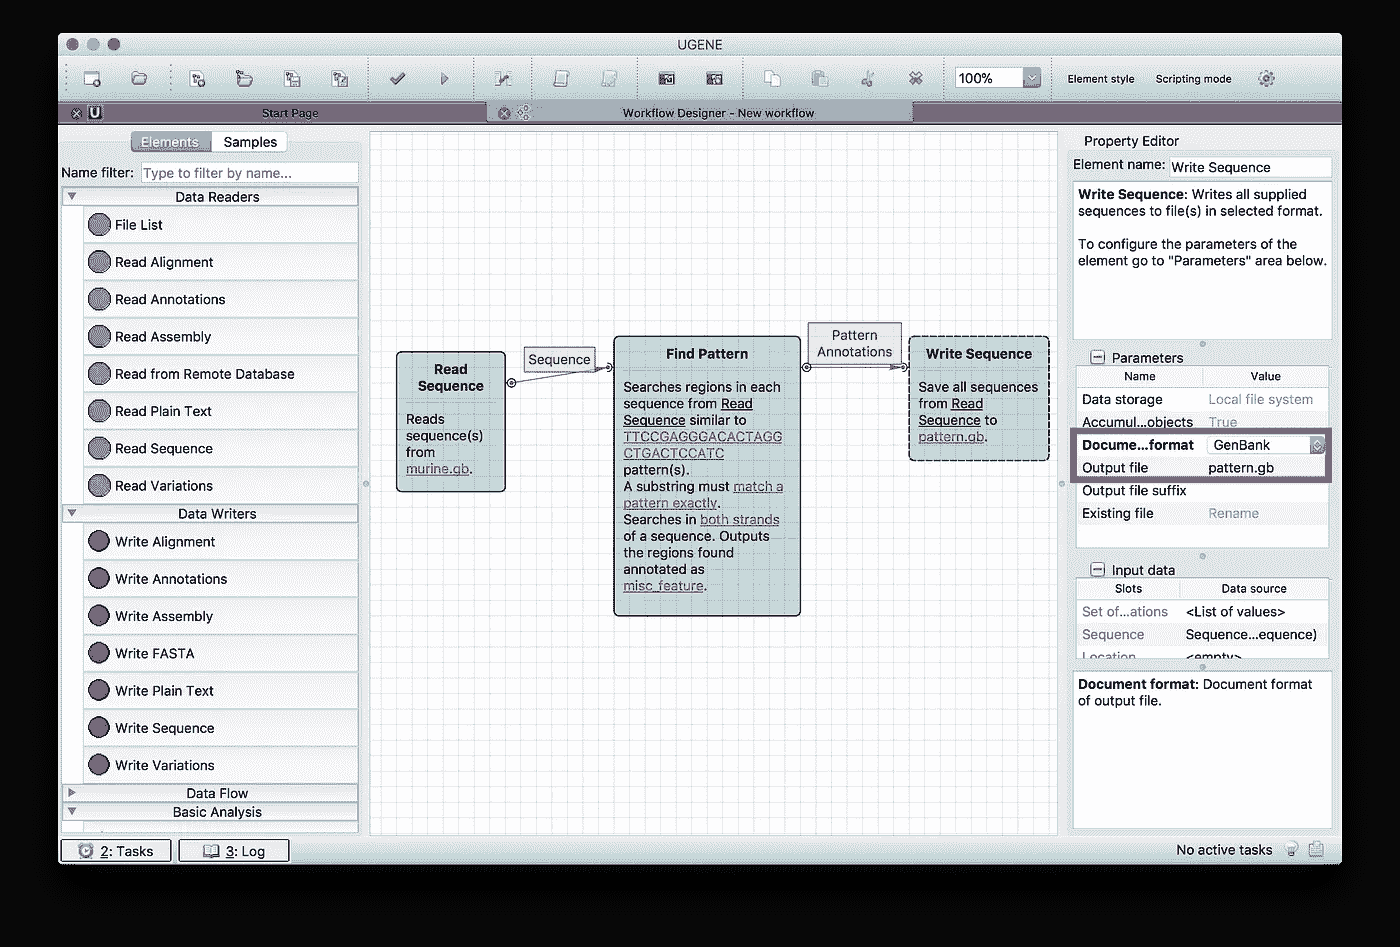 UGENE
100%
Element style
Scripting mode
U
Start Page
Workflow Designer - New workflow
Elements
Samples
Name filter:
Type to filter by name...
Data Readers
File List
Read Alignment
Read Annotations
Read Assembly
Read from Remote Database
Read Plain Text
Read Sequence
Read Variations
Data Writers
Write Alignment
Write Annotations
Write Assembly
Write FASTA
Write Plain Text
Write Sequence
Write Variations
Data Flow
Basic Analysis
Read
Sequence
Reads
sequence(s)
from
murine.gb.
Sequence
Find Pattern
Searches regions in each
sequence from Read
Sequence similar to
TTCCGAGGGACACTAGG
CTGACTCCATC
pattern(s).
A substring must match a
pattern exactly.
Searches in both strands
of a sequence. Outputs
the regions found
annotated as
misc_feature.
Pattern
Annotations
Write Sequence
Save all sequences
from Read
Sequence to
pattern.gb.
Property Editor
Element name: Write Sequence
Write Sequence: Writes all supplied
sequences to file(s) in selected format.
To configure the parameters of the
element go to "Parameters" area below.
Parameters
Name Value
Data storage Local file system
Accumul...objects True
Docume...format GenBank
Output file pattern.gb
Output file suffix
Existing file Rename
Input data
Slots Data source
Set of...ations <List of values>
Sequence Sequence...equence)
Location <empty>
Document format: Document format
of output file.
2: Tasks
3: Log
No active tasks